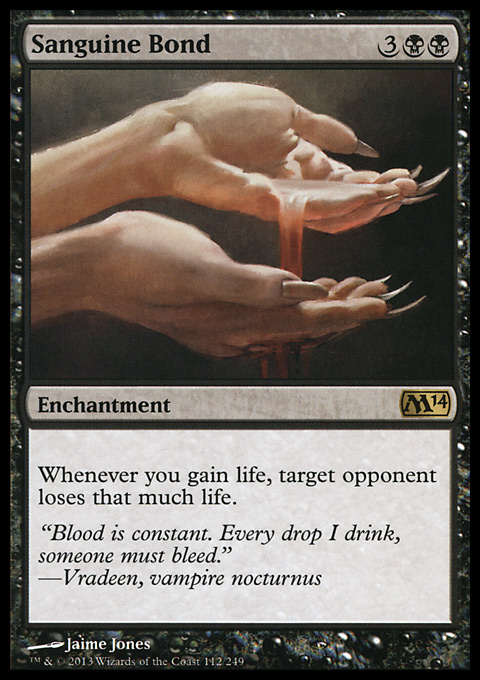 Sanguine Bond 3
Enchantment M14
Whenever you gain life, target opponent
loses that much life.
“Blood is constant. Every drop I drink,
someone must bleed.”
—Vradeen, vampire nocturnus
Jaime Jones
™ & © 2013 Wizards of the Coast 112/249